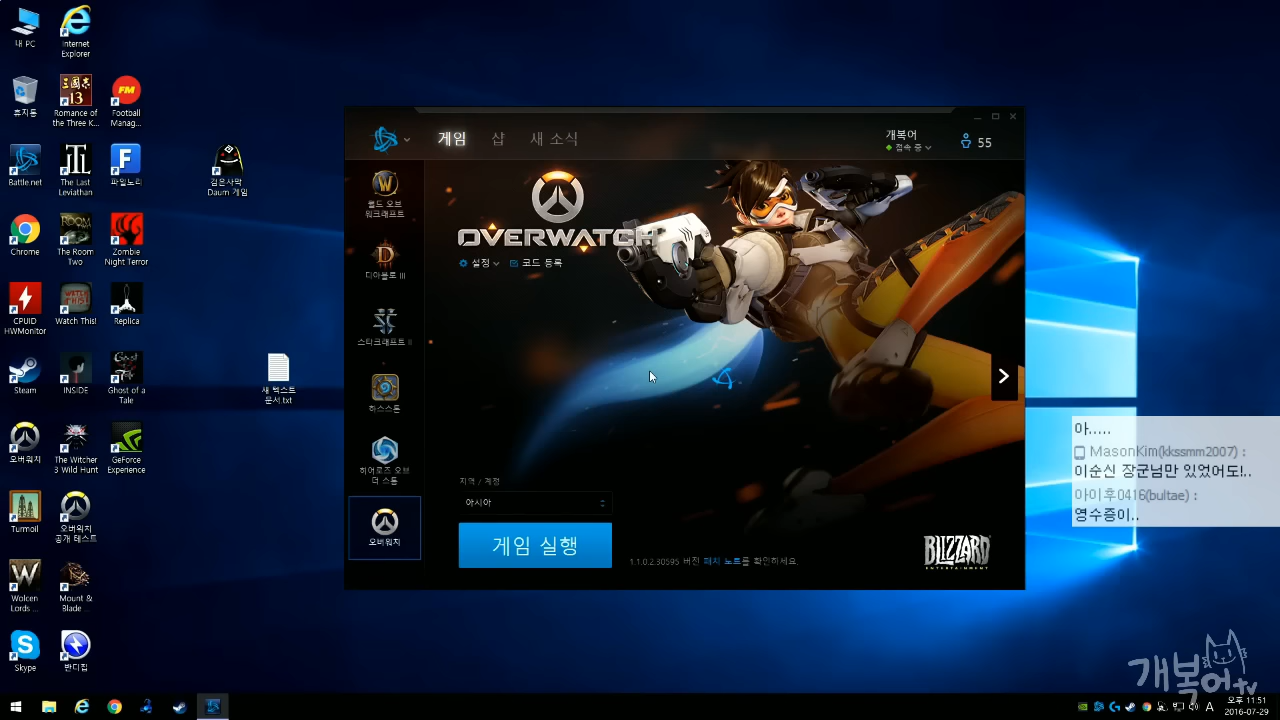 내 PC
Internet
Explorer
휴지통
Romance of
the Three K...
Football
Manag...
Battle.net
The Last
Leviathan
파일노리
검은사막
Daum 게임
Chrome
The Room
Two
Zombie
Night Terror
CPUID
HWMonitor
Watch This!
Replica
Steam
INSIDE
Ghost of a
Tale
새 텍스트
문서.txt
오버워치
The Witcher
3 Wild Hunt
GeForce
Experience
Turmoil
오버워치
공개 테스트
Wolcen
Lords ...
Mount &
Blade ...
Skype
반디집
게임
샵
새 소식
개복어
접속 중
55
월드 오브
워크래프트
디아블로 III
스타크래프트 II
하스스톤
히어로즈 오브
더 스톰
오버워치
OVERWATCH
설정
코드 등록
지역 / 계정
아시아
게임 실행
1.1.0.2.30595 버전 패치 노트를 확인하세요.
BLIZZARD
ENTERTAINMENT
아.....
MasonKim(kkssmm2007) :
이순신 장군님만 있었어도!..
아이후0416(bultae) :
영수증이..
개복어tv
A
오후 11:51
2016-07-29